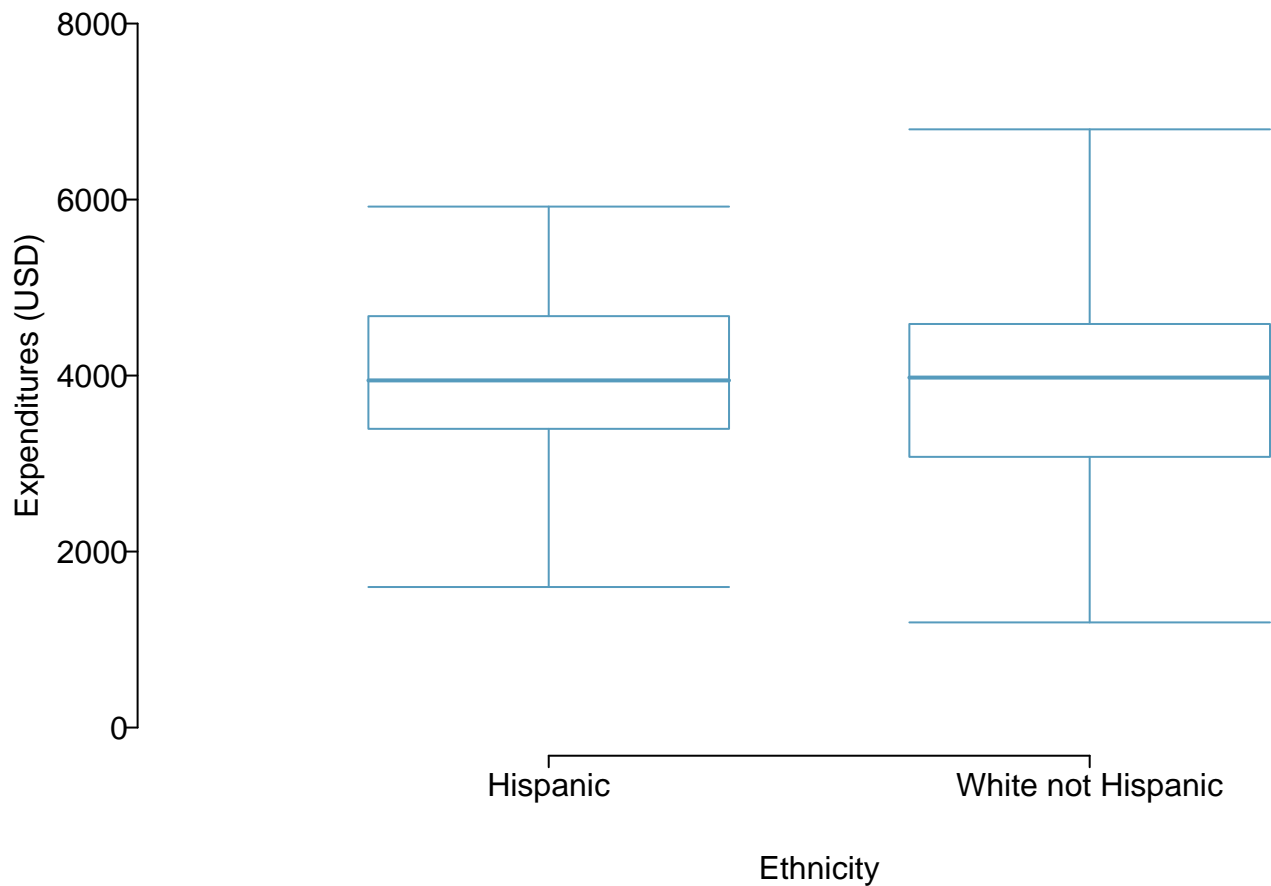 8000
6000
4000
2000
0
Expenditures (USD)
Hispanic
White not Hispanic
Ethnicity